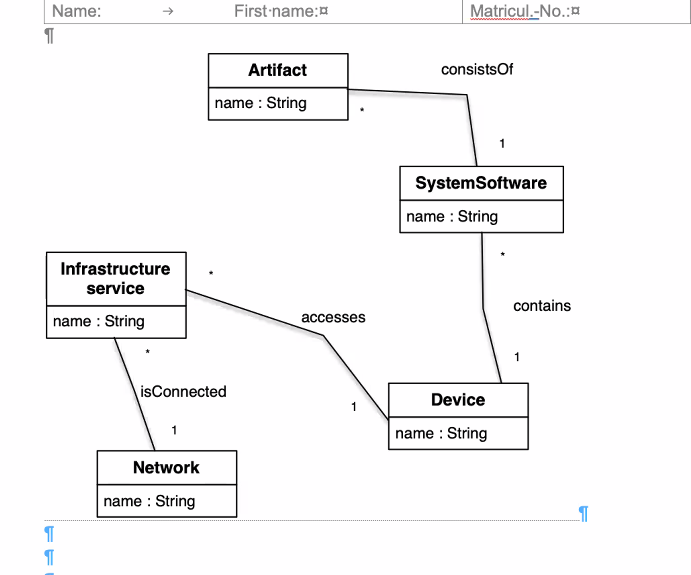 Name: → First·name:¤ Matricul.-No.:¤
¶
Artifact
name : String
consistsOf
*
1
SystemSoftware
name : String
*
contains
1
Infrastructure
service
name : String
*
accesses
1
Device
name : String
*
isConnected
1
Network
name : String
¶
¶
¶